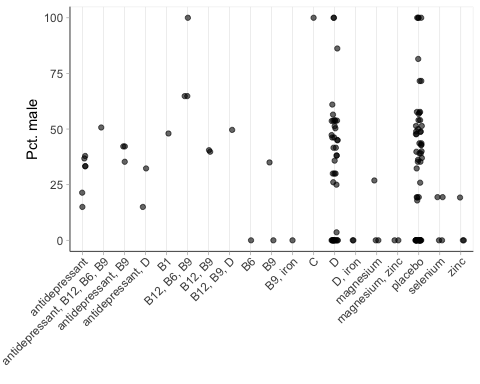 100
75
50
25
0
Pct. male
antidepressant
antidepressant, B12, B6, B9
antidepressant, B9
antidepressant, D
B1
B12, B6, B9
B12, B9
B12, B9, D
B6
B9
B9, iron
C
D
D, iron
magnesium
magnesium, zinc
placebo
selenium
zinc